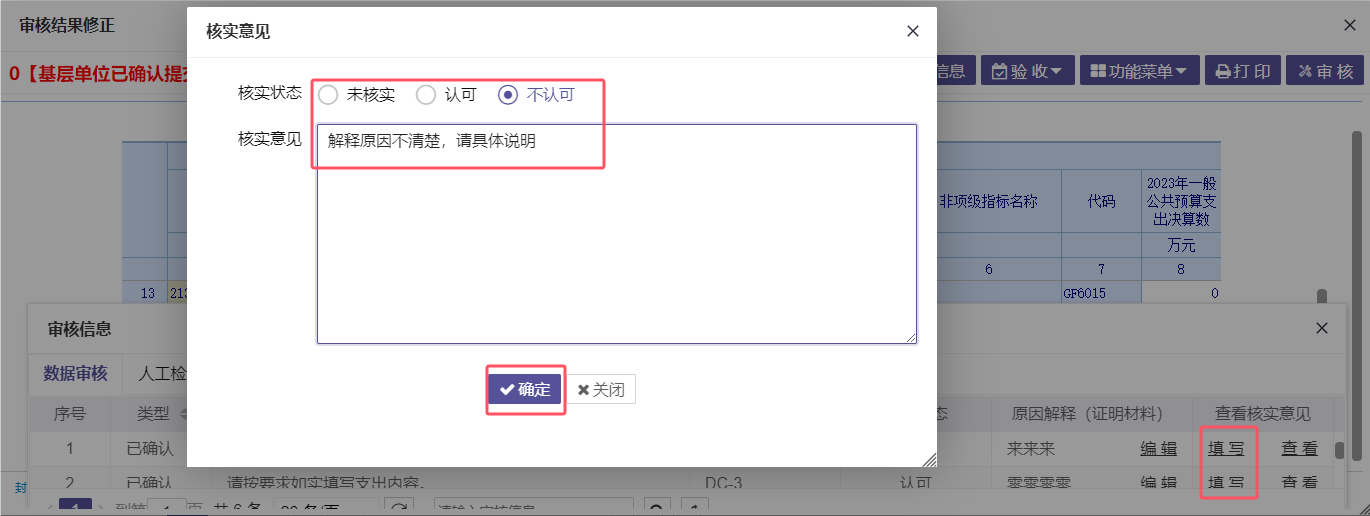 审核结果修正
0【基层单位已确认提交
信息
验 收
功能菜单
打 印
审 核
核实意见
核实状态
未核实
认可
不认可
核实意见
解释原因不清楚，请具体说明
确定
关闭
非项级指标名称
代码
2023年一般
公共预算支
出决算数
万元
6
7
8
13
213
GF6015
0
审核信息
数据审核
人工检
序号
类型
态
原因解释（证明材料）
查看核实意见
1
已确认
来来来
编 辑
填 写
查 看
2
已确认
请按要求如实填写支出内容。
DC-3
认可
零零零零
编 辑
填 写
查 看
封
1
到第
1
页
共 6 条